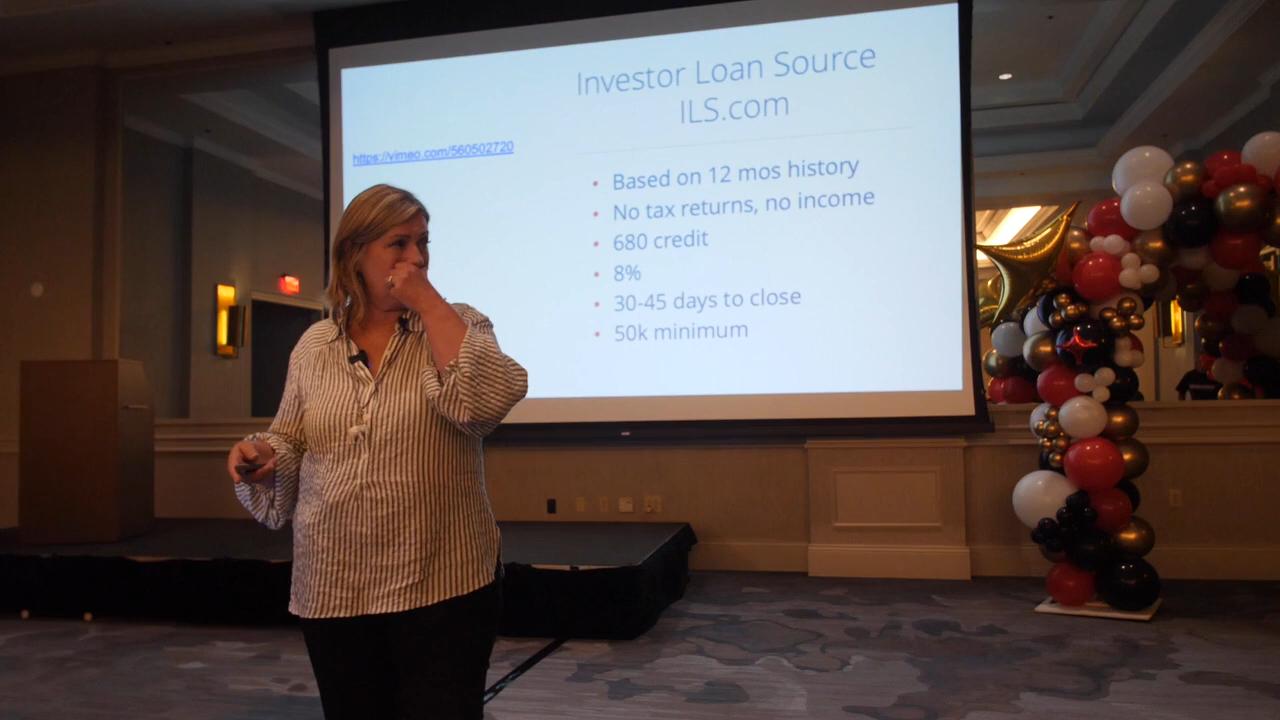 Investor Loan Source
ILS.com
https://vimeo.com/560502720
• Based on 12 mos history
• No tax returns, no income
• 680 credit
• 8%
• 30-45 days to close
• 50k minimum